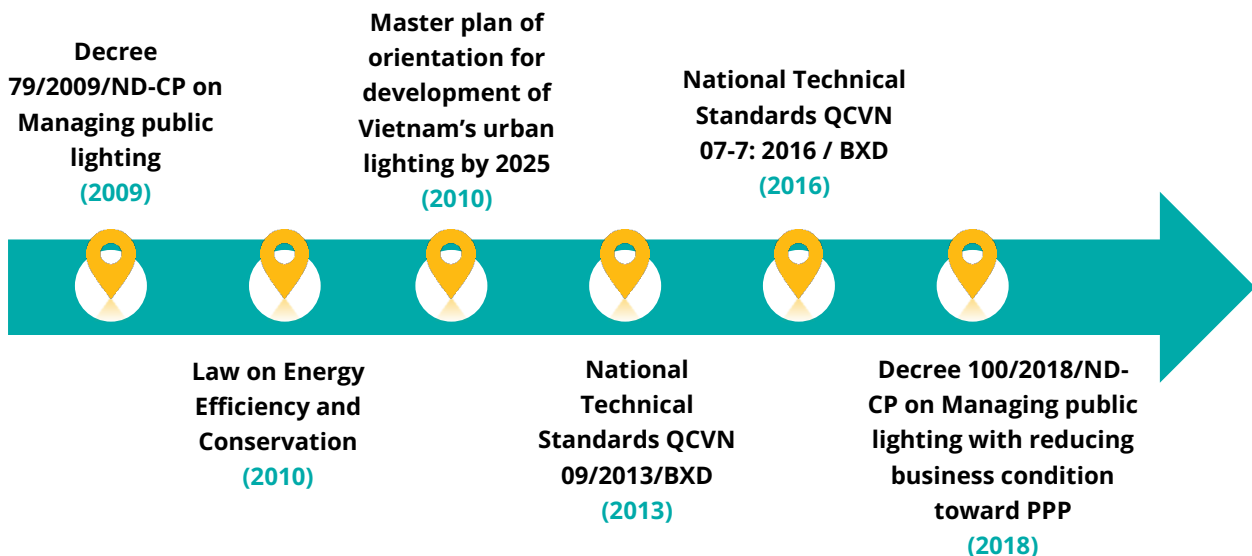 Decree
79/2009/ND-CP on
Managing public
lighting
(2009)
Law on Energy
Efficiency and
Conservation
(2010)
Master plan of
orientation for
development of
Vietnam’s urban
lighting by 2025
(2010)
National
Technical
Standards QCVN
09/2013/BXD
(2013)
National Technical
Standards QCVN
07-7: 2016 / BXD
(2016)
Decree 100/2018/ND-
CP on Managing public
lighting with reducing
business condition
toward PPP
(2018)